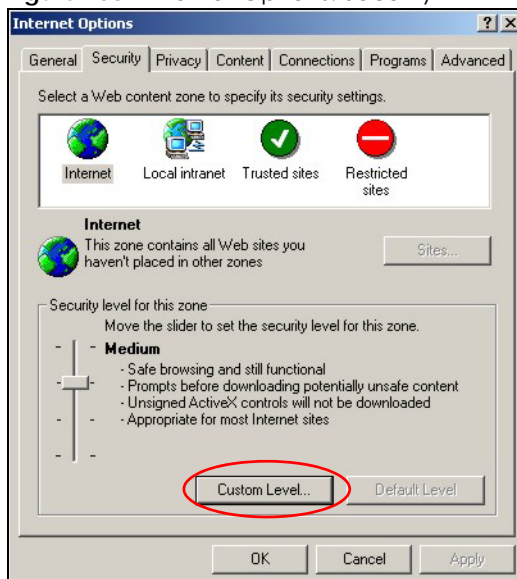 Internet Options
General Security Privacy Content Connections Programs Advanced
Select a Web content zone to specify its security settings.
Internet Local intranet Trusted sites Restricted sites
Internet
This zone contains all Web sites you
haven't placed in other zones
Sites...
Security level for this zone
Move the slider to set the security level for this zone.
Medium
- Safe browsing and still functional
- Prompts before downloading potentially unsafe content
- Unsigned ActiveX controls will not be downloaded
- Appropriate for most Internet sites
Custom Level... Default Level
OK Cancel Apply